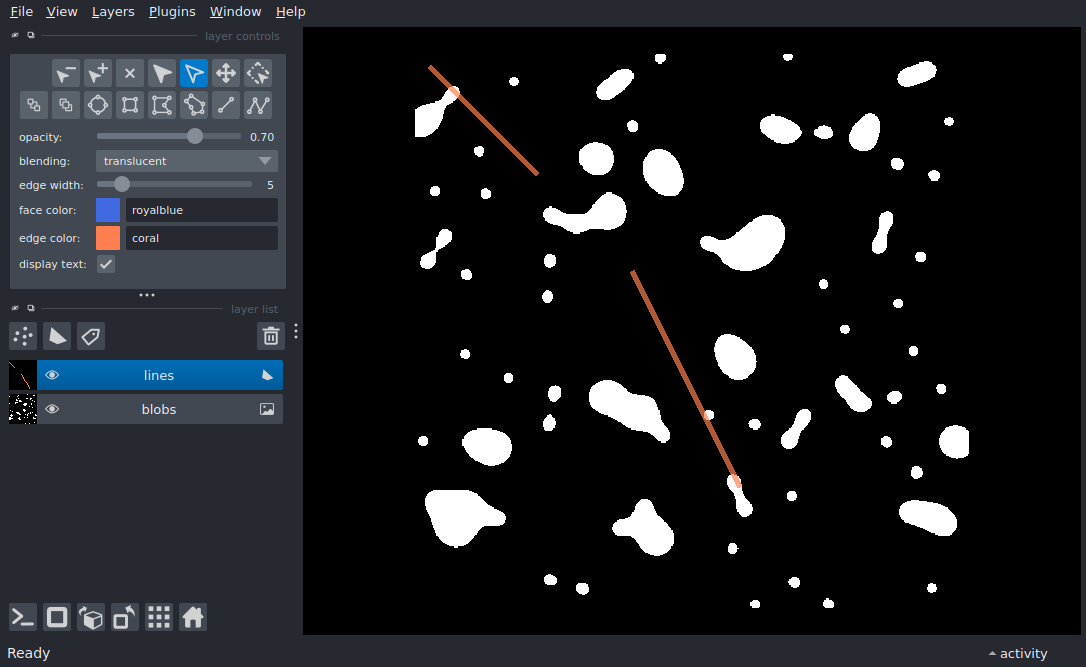 File View Layers Plugins Window Help
layer controls
opacity: 0.70
blending: translucent
edge width: 5
face color: royalblue
edge color: coral
display text:
layer list
lines
blobs
Ready
activity